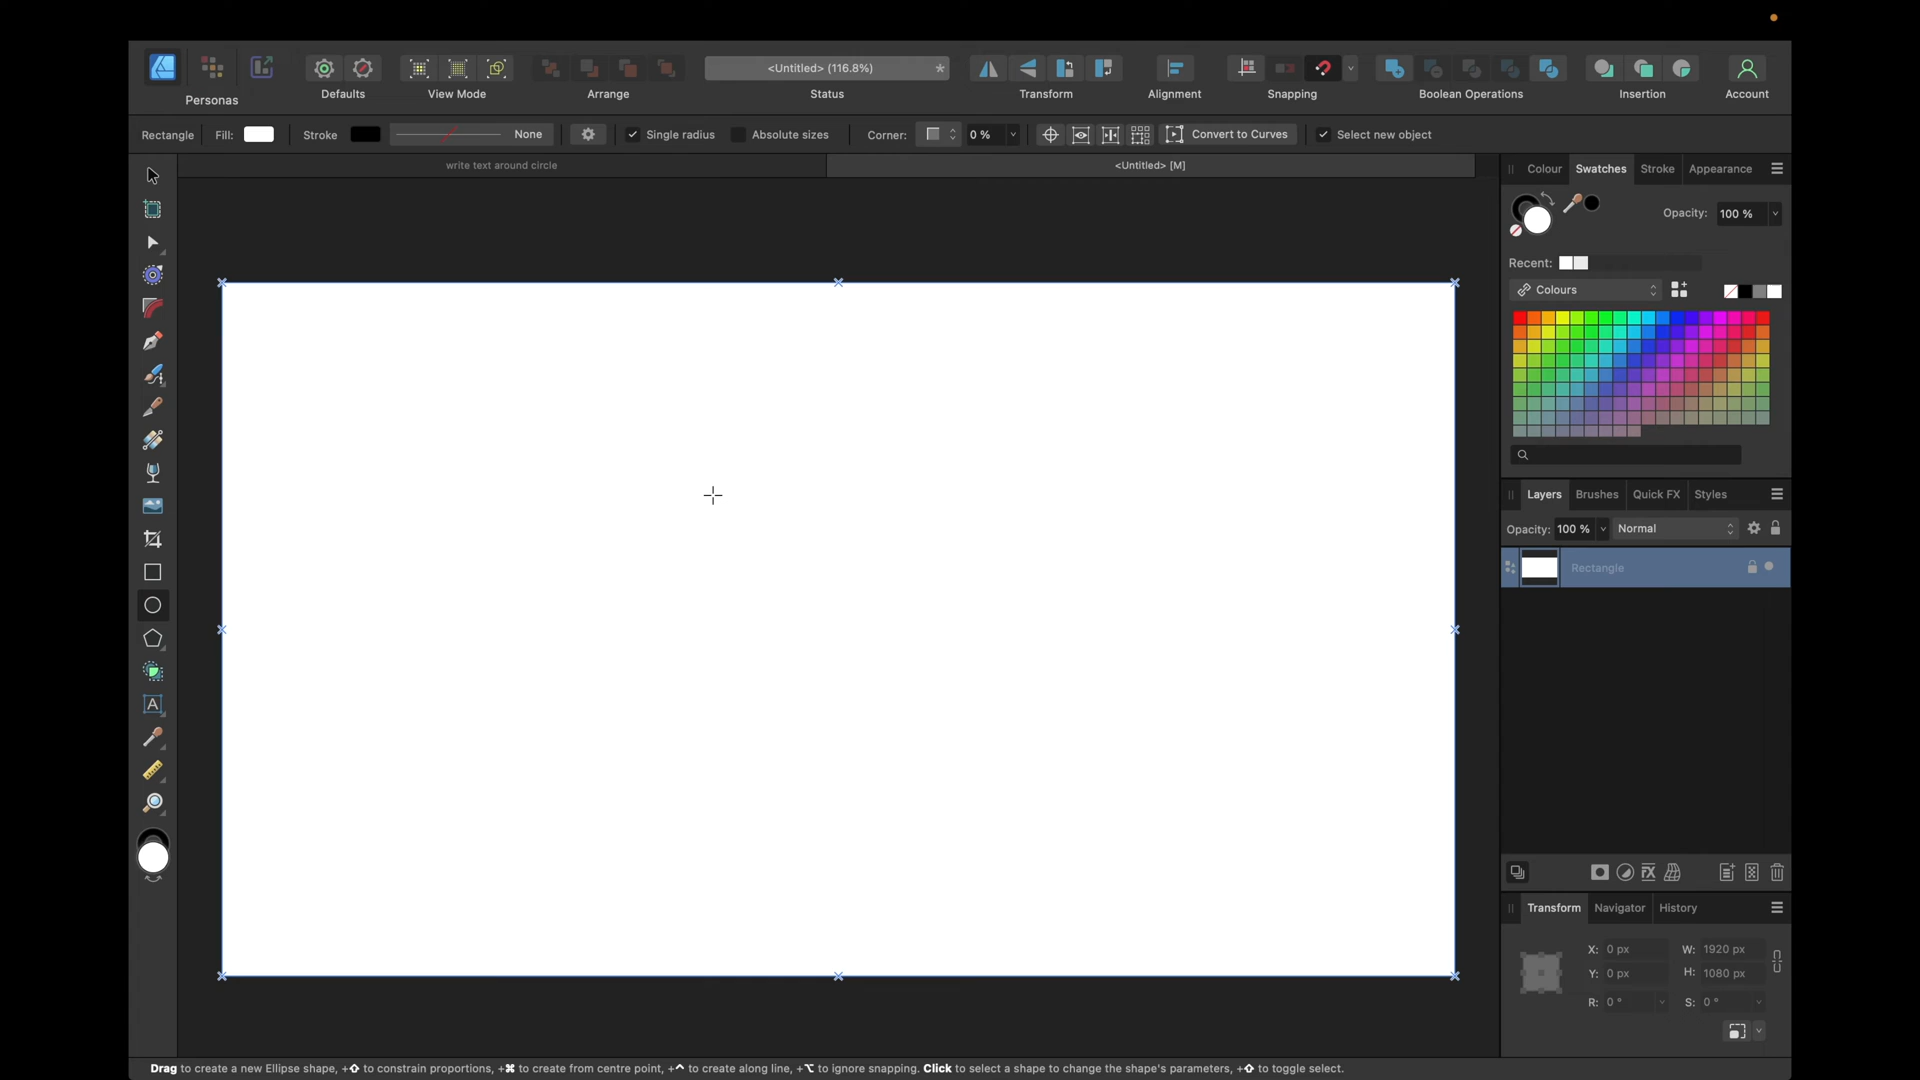 <Untitled> (116.8%)
*
Personas
Defaults
View Mode
Arrange
Status
Transform
Alignment
Snapping
Boolean Operations
Insertion
Account
Rectangle
Fill:
Stroke
None
Single radius
Absolute sizes
Corner:
0 %
Convert to Curves
Select new object
write text around circle
<Untitled> [M]
Colour
Swatches
Stroke
Appearance
Opacity:
100 %
Recent:
Colours
Layers
Brushes
Quick FX
Styles
Opacity:
100 %
Normal
Rectangle
Transform
Navigator
History
X: 0 px
W: 1920 px
Y: 0 px
H: 1080 px
R: 0 °
S: 0 °
Drag to create a new Ellipse shape, +⇧ to constrain proportions, +⌘ to create from centre point, +^ to create along line, +⌥ to ignore snapping. Click to select a shape to change the shape's parameters, +⇧ to toggle select.